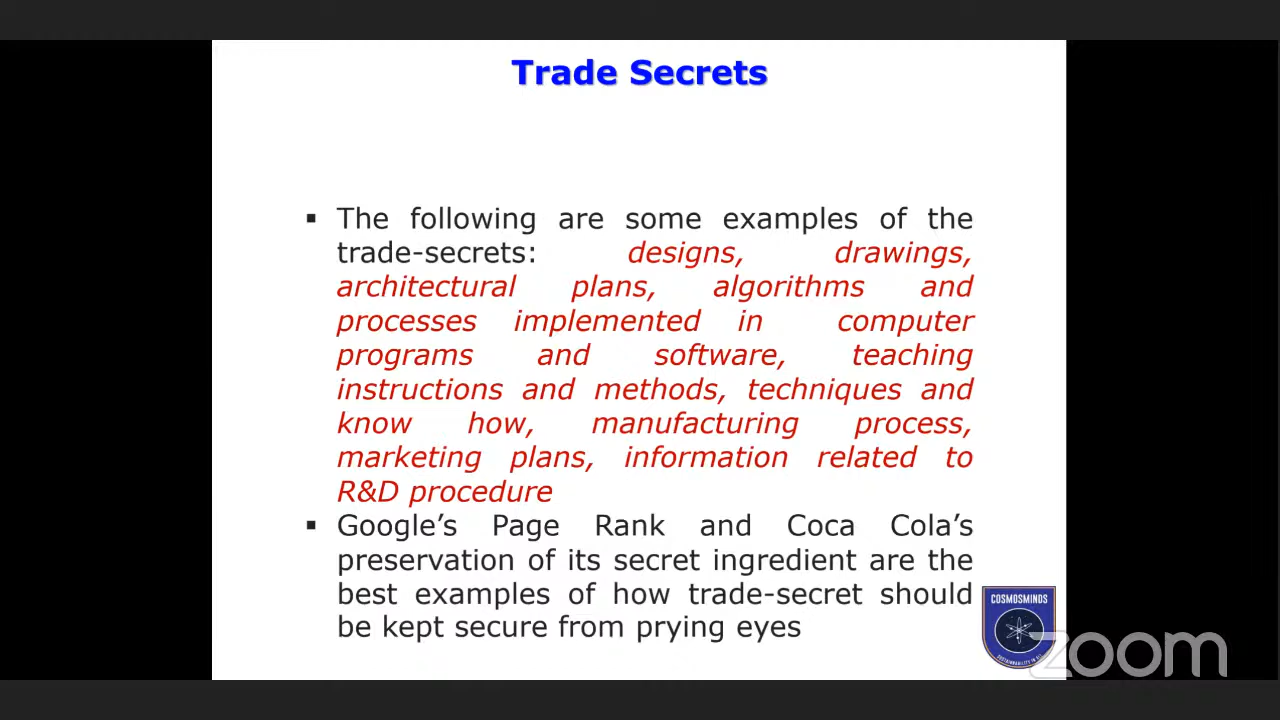 Trade Secrets
▪ The following are some examples of the
trade-secrets: designs, drawings,
architectural plans, algorithms and
processes implemented in computer
programs and software, teaching
instructions and methods, techniques and
know how, manufacturing process,
marketing plans, information related to
R&D procedure
▪ Google’s Page Rank and Coca Cola’s
preservation of its secret ingredient are the
best examples of how trade-secret should
be kept secure from prying eyes
COSMOSMINDS
zoom